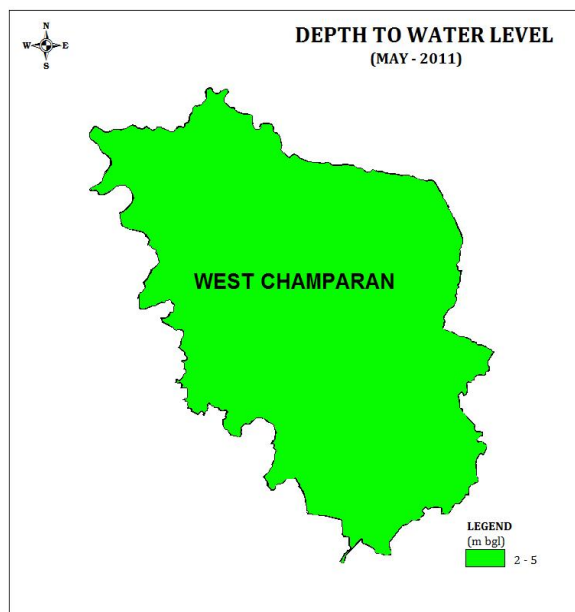 N
W E
S
DEPTH TO WATER LEVEL
(MAY - 2011)
WEST CHAMPARAN
LEGEND
(m bgl)
2 - 5